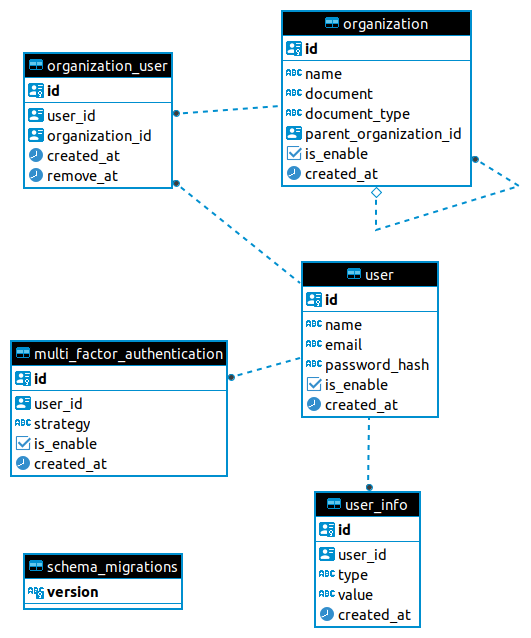 organization
id
name
document
document_type
parent_organization_id
is_enable
created_at
organization_user
id
user_id
organization_id
created_at
remove_at
user
id
name
email
password_hash
is_enable
created_at
multi_factor_authentication
id
user_id
strategy
is_enable
created_at
user_info
id
user_id
type
value
created_at
schema_migrations
version